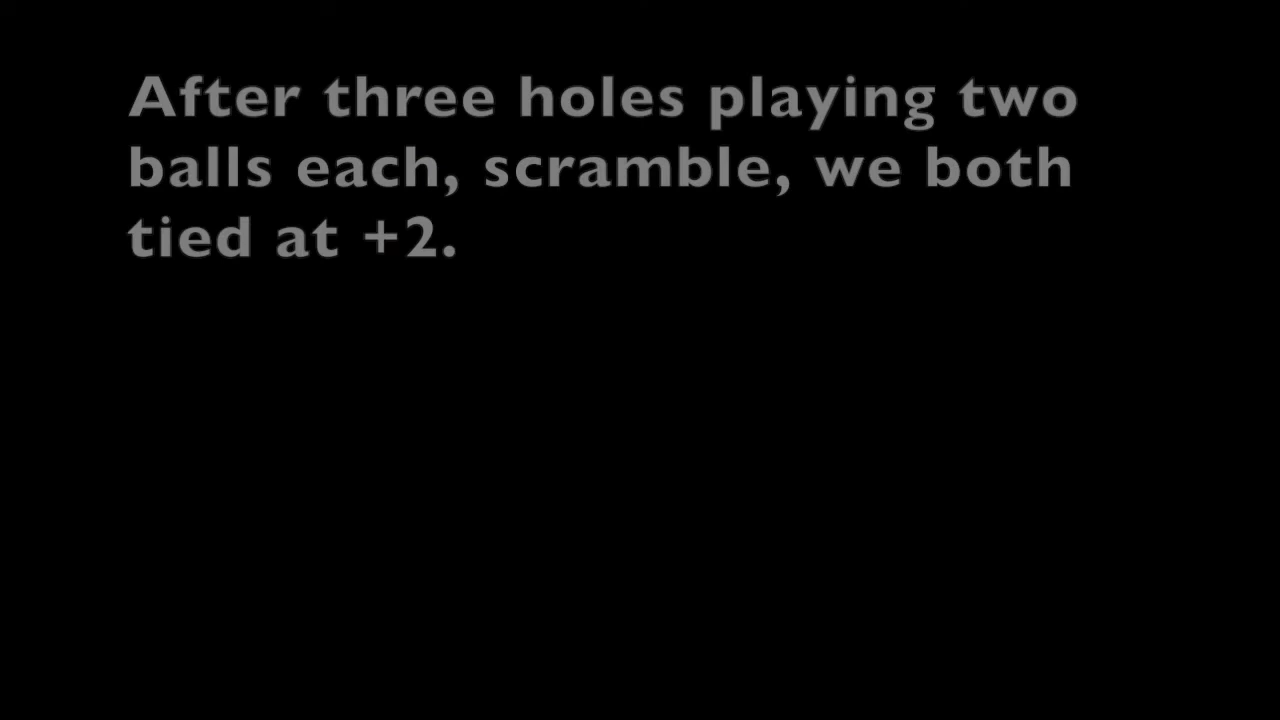 After three holes playing two
balls each, scramble, we both
tied at +2.